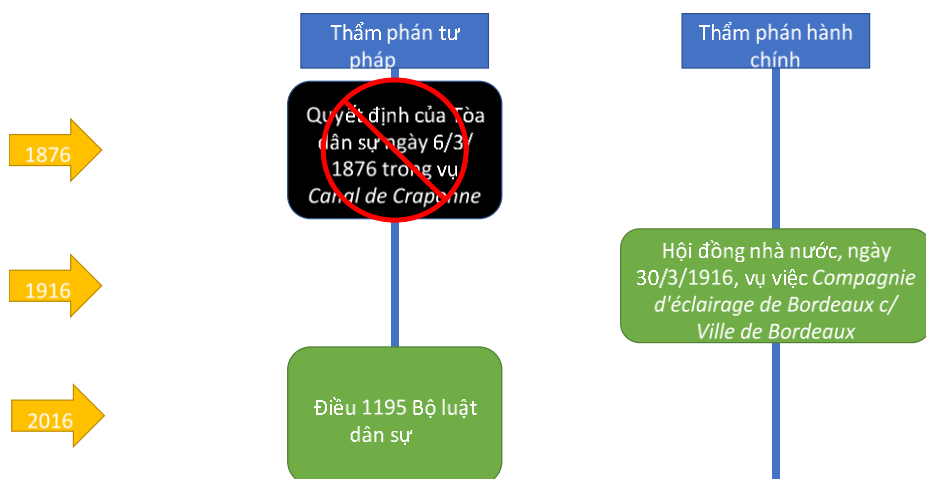 Thẩm phán tư
pháp
Thẩm phán hành
chính
1876
Quyết định của Tòa
dân sự ngày 6/3/
1876 trong vụ
Canal de Craponne
1916
Hội đồng nhà nước, ngày
30/3/1916, vụ việc Compagnie
d'éclairage de Bordeaux c/
Ville de Bordeaux
2016
Điều 1195 Bộ luật
dân sự